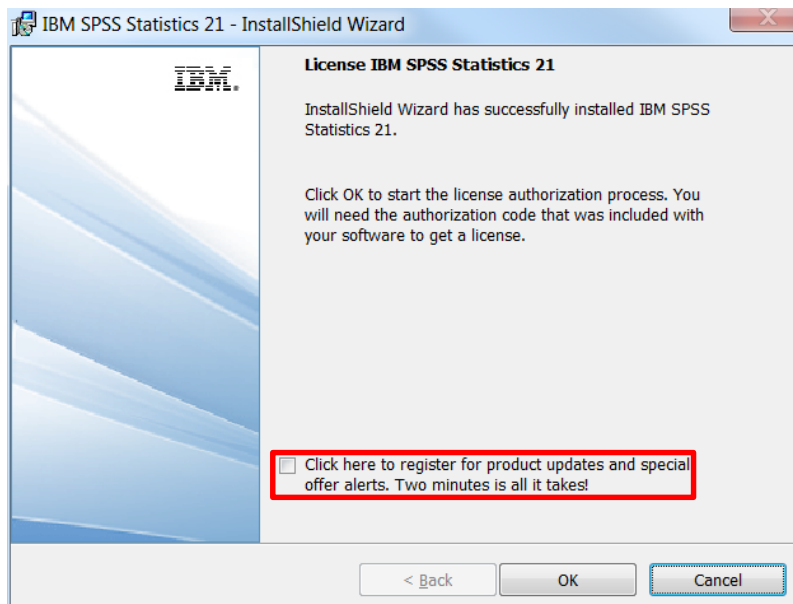 IBM SPSS Statistics 21 - InstallShield Wizard
IBM.
License IBM SPSS Statistics 21
InstallShield Wizard has successfully installed IBM SPSS
Statistics 21.
Click OK to start the license authorization process. You
will need the authorization code that was included with
your software to get a license.
Click here to register for product updates and special
offer alerts. Two minutes is all it takes!
< Back
OK
Cancel